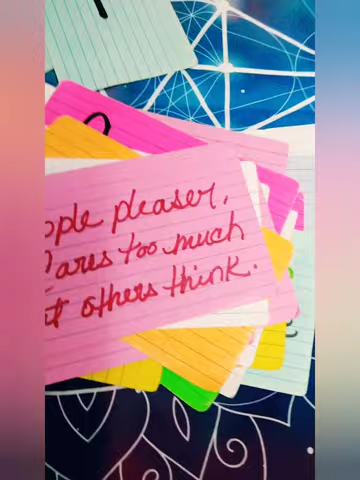 ople pleaser,
ares too much
t others think.